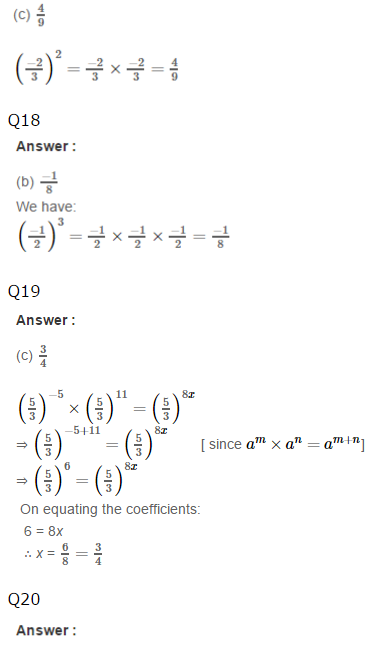 (c) 4/9
(-2/3)² = -2/3 × -2/3 = 4/9
Q18
Answer :
(b) -1/8
We have:
(-1/2)³ = -1/2 × -1/2 × -1/2 = -1/8
Q19
Answer :
(c) 3/4
(5/3)⁻⁵ × (5/3)¹¹ = (5/3)⁸ˣ
⇒ (5/3)⁻⁵⁺¹¹ = (5/3)⁸ˣ [ since aᵐ × aⁿ = aᵐ⁺ⁿ]
⇒ (5/3)⁶ = (5/3)⁸ˣ
On equating the coefficients:
6 = 8x
∴ x = 6/8 = 3/4
Q20
Answer :